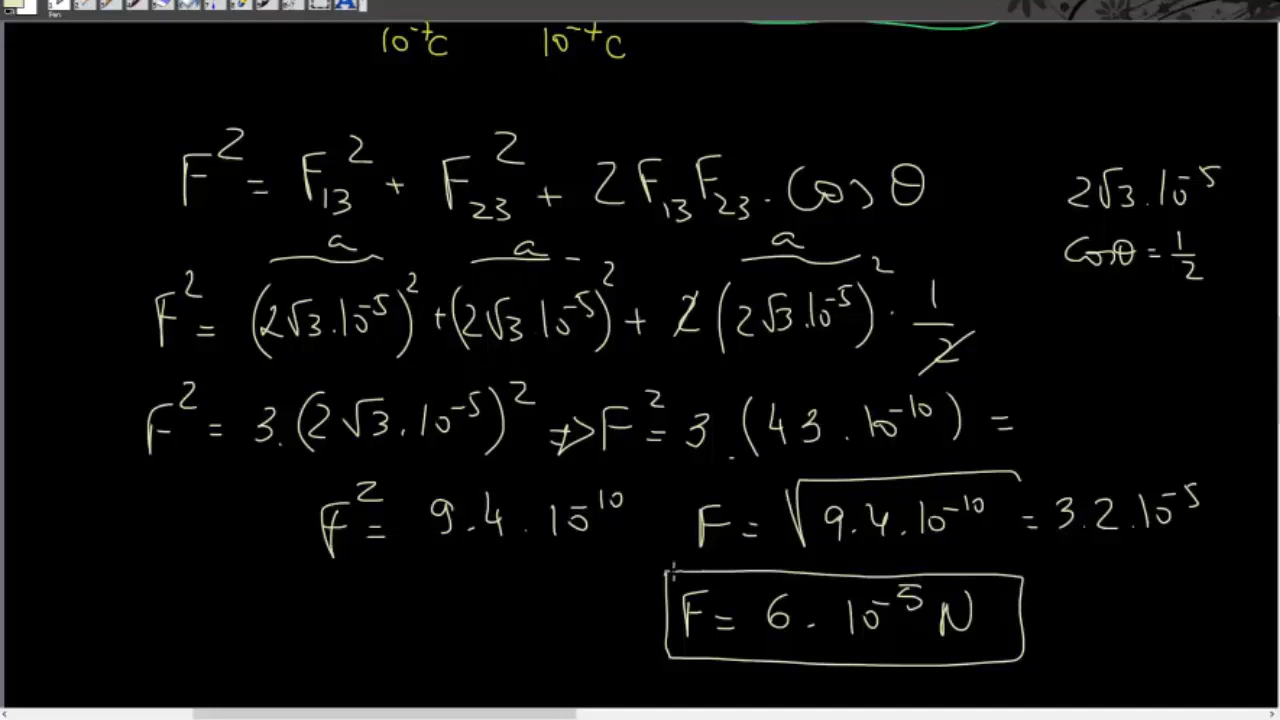 10⁻⁷C 10⁻⁷C
F² = F₁₃² + F₂₃² + 2F₁₃F₂₃ . Cos θ
2√3.10⁻⁵
Cosθ = 1/2
a a a
F² = (2√3.10⁻⁵)² + (2√3.10⁻⁵)² + 2(2√3.10⁻⁵)² . 1/2
F² = 3.(2√3.10⁻⁵)² => F² = 3.(43.10⁻¹⁰) =
F² = 9.4.10⁻¹⁰ F = √9.4.10⁻¹⁰ = 3.2.10⁻⁵
F = 6.10⁻⁵ N